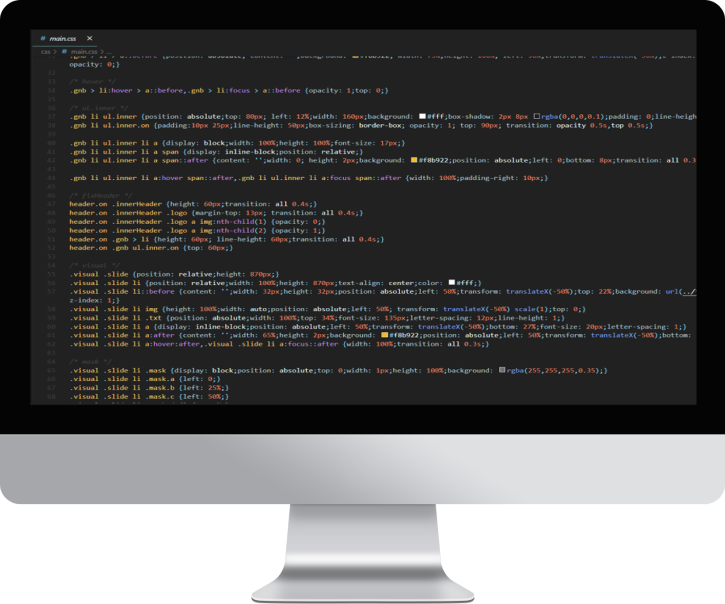 # main.css ✕
css > # main.css > ...
opacity: 0;}
/* hover */
.gnb > li:hover > a::before,.gnb > li:focus > a::before {opacity: 1;top: 0;}
/* ul.inner */
.gnb li ul.inner {position: absolute;top: 80px; left: 12%;width: 160px;background: #fff;box-shadow: 2px 8px rgba(0,0,0,0.1);padding: 0;line-heigh
.gnb li ul.inner.on {padding:10px 25px;line-height: 50px;box-sizing: border-box; opacity: 1; top: 90px; transition: opacity 0.5s,top 0.5s;}
.gnb li ul.inner li a {display: block;width: 100%;height: 100%;font-size: 17px;}
.gnb li ul.inner li a span {display: inline-block;position: relative;}
.gnb li ul.inner li a span::after {content: '';width: 0; height: 2px;background: #f8b922;position: absolute;left: 0;bottom: 8px;transition: all 0.3
.gnb li ul.inner li a:hover span::after,.gnb li ul.inner li a:focus span::after {width: 100%;padding-right: 10px;}
/* fixHeader */
header.on .innerHeader {height: 60px;transition: all 0.4s;}
header.on .innerHeader .logo {margin-top: 13px; transition: all 0.4s;}
header.on .innerHeader .logo a img:nth-child(1) {opacity: 0;}
header.on .innerHeader .logo a img:nth-child(2) {opacity: 1;}
header.on .gnb > li {height: 60px; line-height: 60px;transition: all 0.4s;}
header.on .gnb ul.inner.on {top: 60px;}
/* visual */
.visual .slide {position: relative;height: 870px;}
.visual .slide li {position: relative;width: 100%;height: 870px;text-align: center;color: #fff;}
.visual .slide li::before {content: '';width: 32px;height: 32px;position: absolute;left: 50%;transform: translateX(-50%);top: 22%;background: url(../
z-index: 1;}
.visual .slide li img {height: 100%;width: auto;position: absolute;left: 50%; transform: translateX(-50%) scale(1);top: 0;}
.visual .slide li .txt {position: absolute;width: 100%;top: 34%;font-size: 135px;letter-spacing: 12px;line-height: 1;}
.visual .slide li a {display: inline-block;position: absolute;left: 50%;transform: translateX(-50%);bottom: 27%;font-size: 20px;letter-spacing: 1;}
.visual .slide li a:after {content: '';width: 65%;height: 2px;background: #f8b922;position: absolute;left: 50%;transform: translateX(-50%);bottom:
.visual .slide li a:hover:after,.visual .slide li a:focus::after {width: 100%;transition: all 0.3s;}
/* mask */
.visual .slide li .mask {display: block;position: absolute;top: 0;width: 1px;height: 100%;background: rgba(255,255,255,0.35);}
.visual .slide li .mask.a {left: 0;}
.visual .slide li .mask.b {left: 25%;}
.visual .slide li .mask.c {left: 50%;}